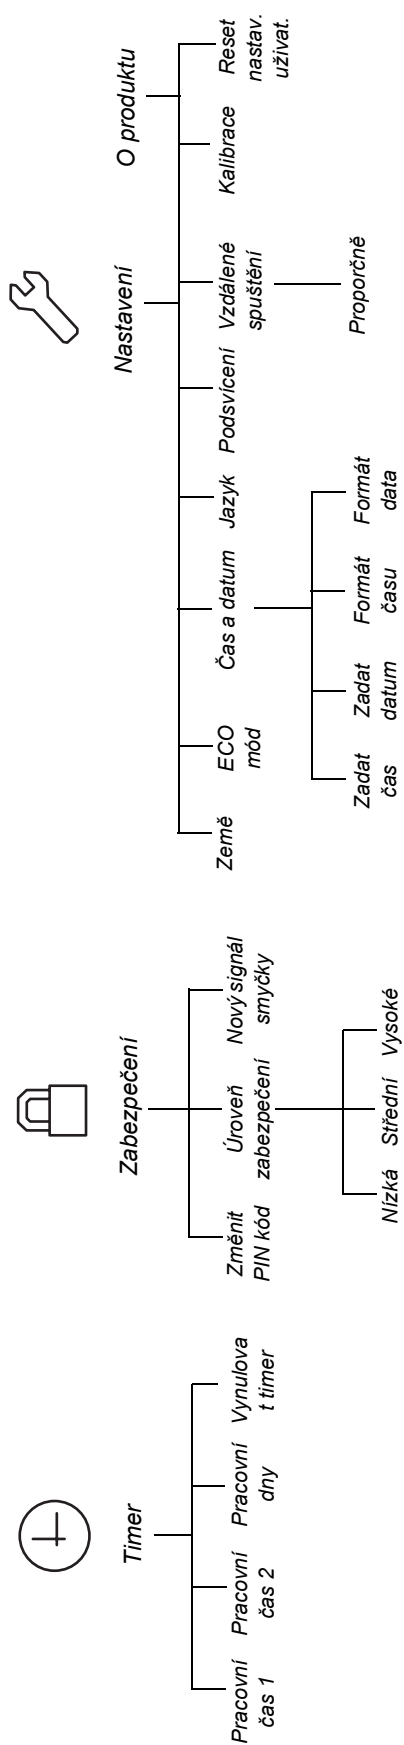 Timer
Pracovní
čas 1
Pracovní
čas 2
Pracovní
dny
Vynulova
t timer
Zabezpečení
Změnit
PIN kód
Úroveň
zabezpečení
Nový signál
smyčky
Nízká
Střední
Vysoké
Nastavení
O produktu
Země
ECO
mód
Čas a datum
Jazyk
Podsvícení
Vzdálené
spuštění
Kalibrace
Reset
nastav.
uživat.
Zadat
čas
Zadat
datum
Formát
času
Formát
data
Proporčně